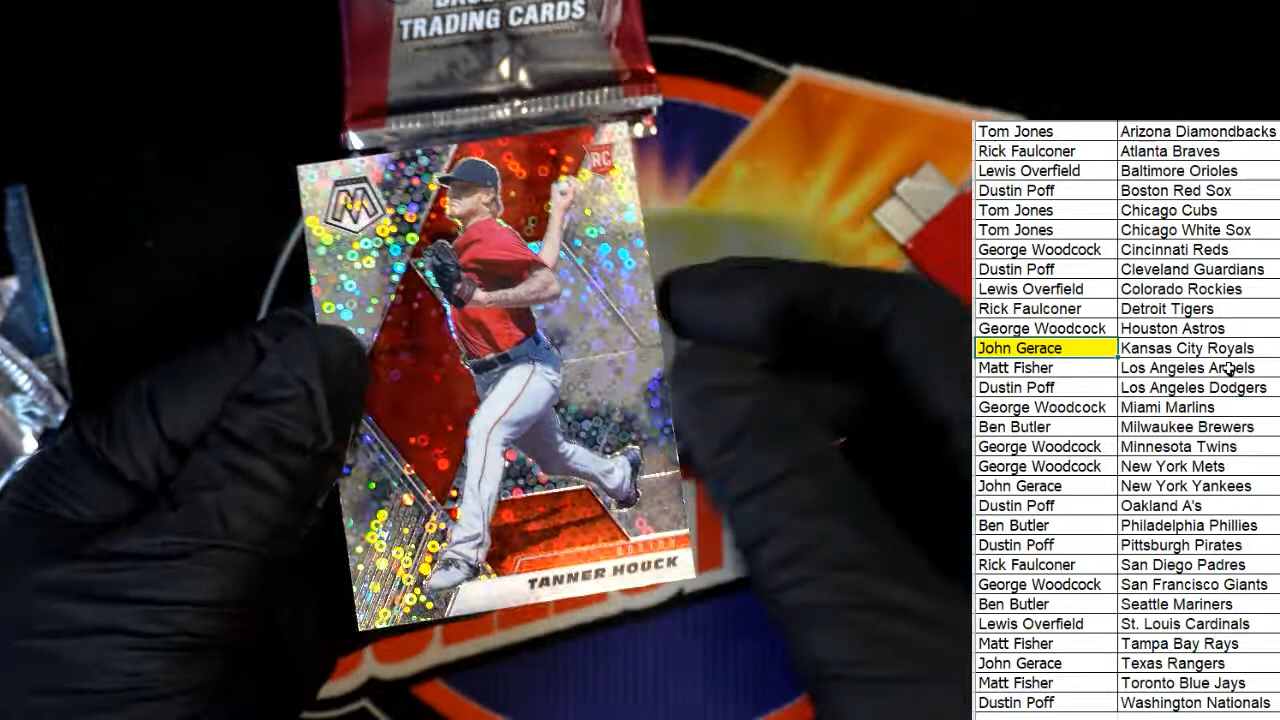 TRADING CARDS
RC
M
BOSTON
TANNER HOUCK
Tom Jones Arizona Diamondbacks
Rick Faulconer Atlanta Braves
Lewis Overfield Baltimore Orioles
Dustin Poff Boston Red Sox
Tom Jones Chicago Cubs
Tom Jones Chicago White Sox
George Woodcock Cincinnati Reds
Dustin Poff Cleveland Guardians
Lewis Overfield Colorado Rockies
Rick Faulconer Detroit Tigers
George Woodcock Houston Astros
John Gerace Kansas City Royals
Matt Fisher Los Angeles Angels
Dustin Poff Los Angeles Dodgers
George Woodcock Miami Marlins
Ben Butler Milwaukee Brewers
George Woodcock Minnesota Twins
George Woodcock New York Mets
John Gerace New York Yankees
Dustin Poff Oakland A's
Ben Butler Philadelphia Phillies
Dustin Poff Pittsburgh Pirates
Rick Faulconer San Diego Padres
George Woodcock San Francisco Giants
Ben Butler Seattle Mariners
Lewis Overfield St. Louis Cardinals
Matt Fisher Tampa Bay Rays
John Gerace Texas Rangers
Matt Fisher Toronto Blue Jays
Dustin Poff Washington Nationals